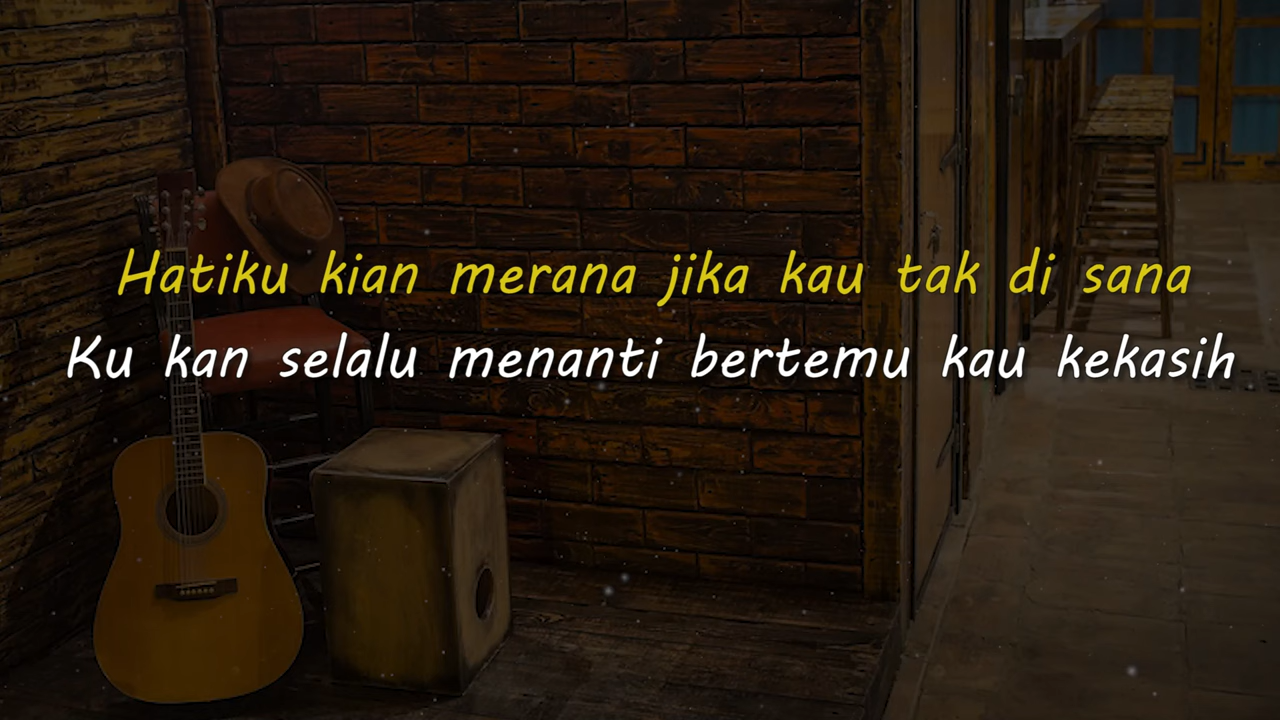 Hatiku kian merana jika kau tak di sana
Ku kan selalu menanti bertemu kau kekasih